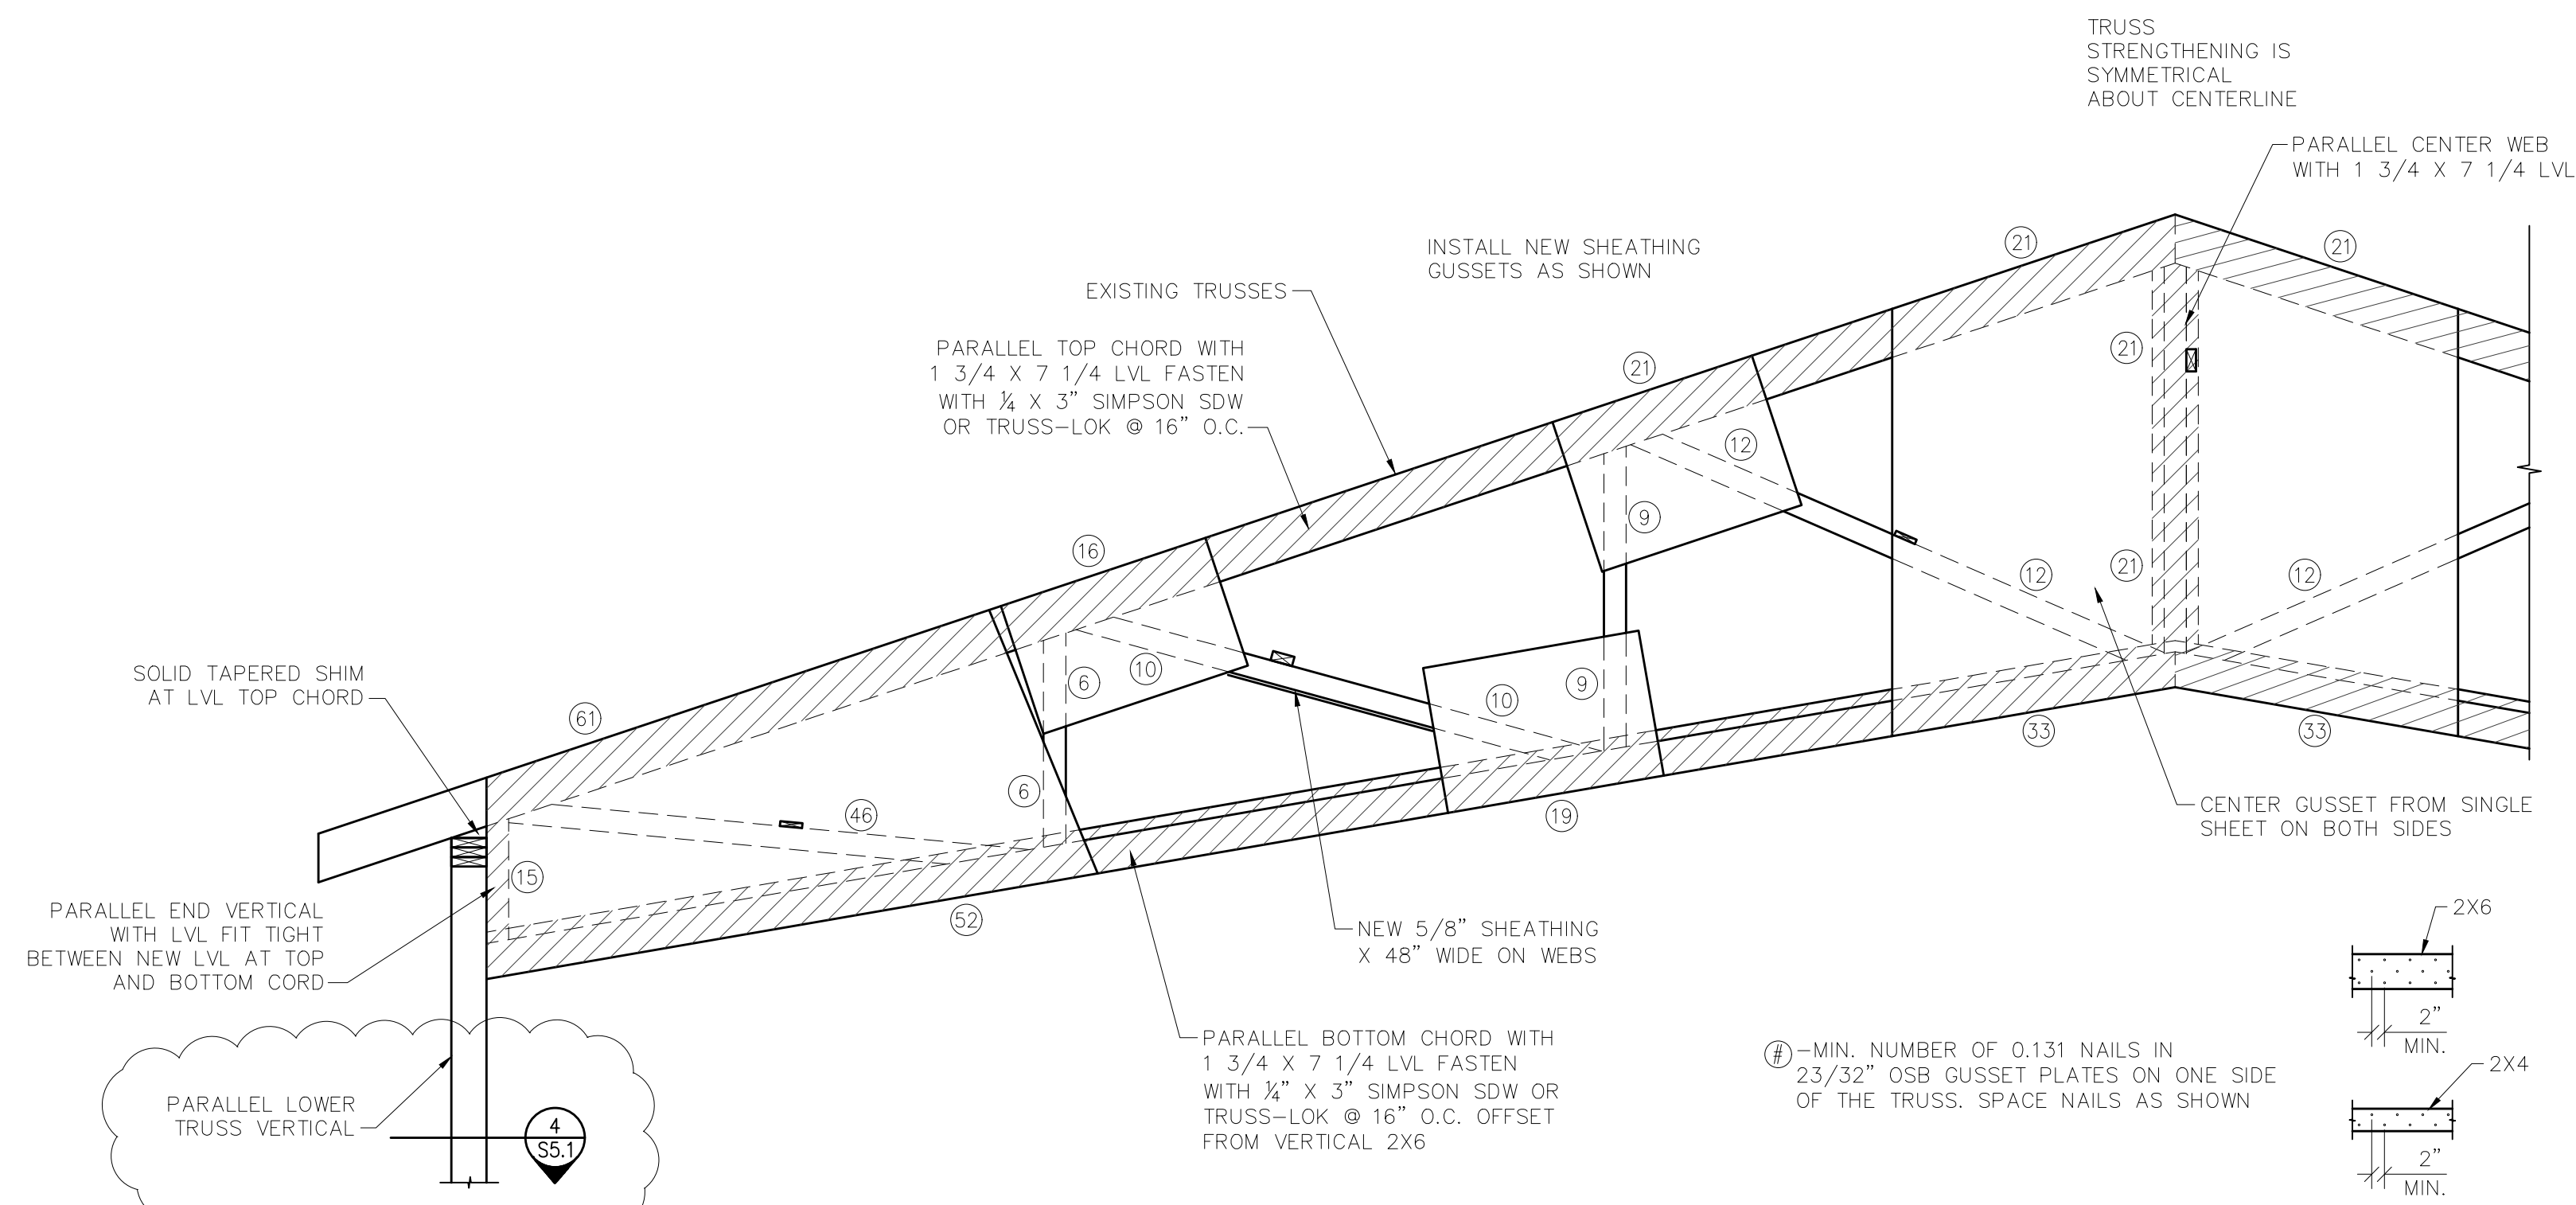 TRUSS
STRENGTHENING IS
SYMMETRICAL
ABOUT CENTERLINE
PARALLEL CENTER WEB
WITH 1 3/4 X 7 1/4 LVL
INSTALL NEW SHEATHING
GUSSETS AS SHOWN
EXISTING TRUSSES
PARALLEL TOP CHORD WITH
1 3/4 X 7 1/4 LVL FASTEN
WITH ¼ X 3" SIMPSON SDW
OR TRUSS-LOK @ 16" O.C.
21
21
21
21
12
9
16
21
12
12
6
10
10
9
SOLID TAPERED SHIM
AT LVL TOP CHORD
61
6
46
33
33
19
15
52
CENTER GUSSET FROM SINGLE
SHEET ON BOTH SIDES
PARALLEL END VERTICAL
WITH LVL FIT TIGHT
BETWEEN NEW LVL AT TOP
AND BOTTOM CORD
NEW 5/8" SHEATHING
X 48" WIDE ON WEBS
PARALLEL BOTTOM CHORD WITH
1 3/4 X 7 1/4 LVL FASTEN
WITH ¼" X 3" SIMPSON SDW OR
TRUSS-LOK @ 16" O.C. OFFSET
FROM VERTICAL 2X6
PARALLEL LOWER
TRUSS VERTICAL
4
S5.1
# -MIN. NUMBER OF 0.131 NAILS IN
23/32" OSB GUSSET PLATES ON ONE SIDE
OF THE TRUSS. SPACE NAILS AS SHOWN
2X6
2"
MIN.
2X4
2"
MIN.